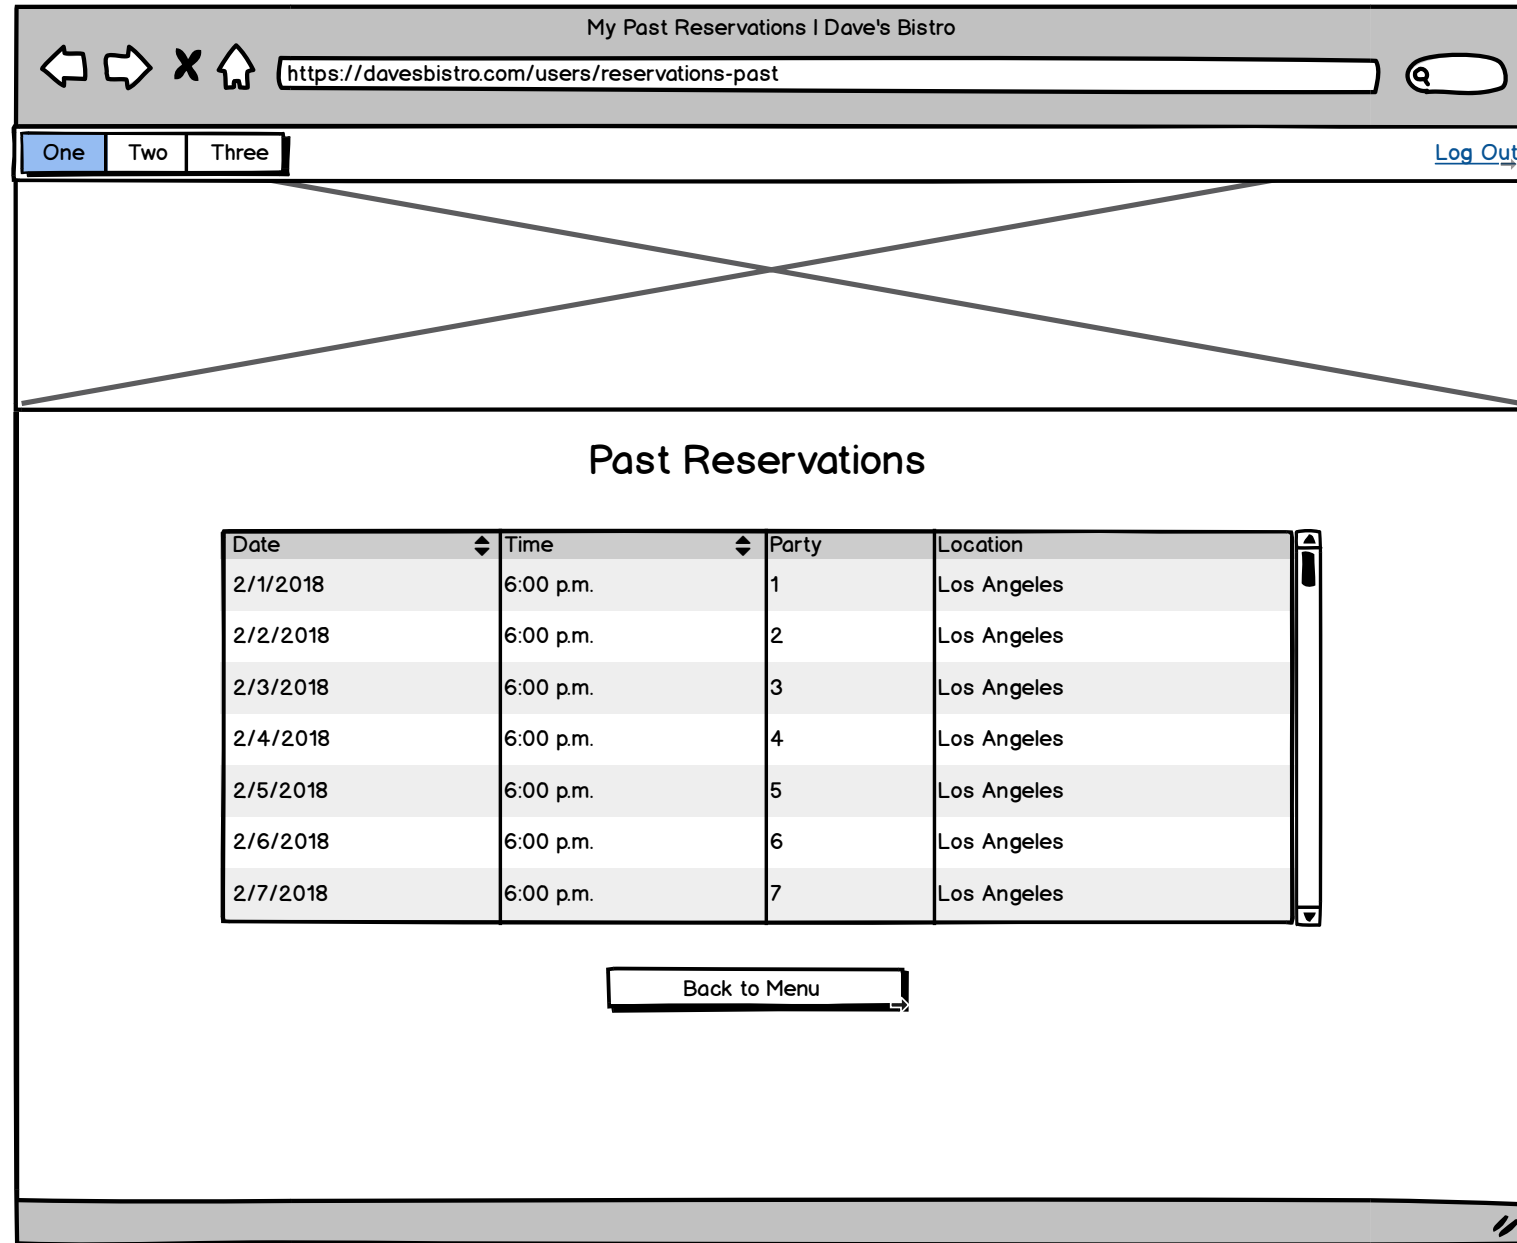 My Past Reservations | Dave's Bistro
https://davesbistro.com/users/reservations-past
One Two Three Log Out
Past Reservations
Date Time Party Location
2/1/2018 6:00 p.m. 1 Los Angeles
2/2/2018 6:00 p.m. 2 Los Angeles
2/3/2018 6:00 p.m. 3 Los Angeles
2/4/2018 6:00 p.m. 4 Los Angeles
2/5/2018 6:00 p.m. 5 Los Angeles
2/6/2018 6:00 p.m. 6 Los Angeles
2/7/2018 6:00 p.m. 7 Los Angeles
Back to Menu